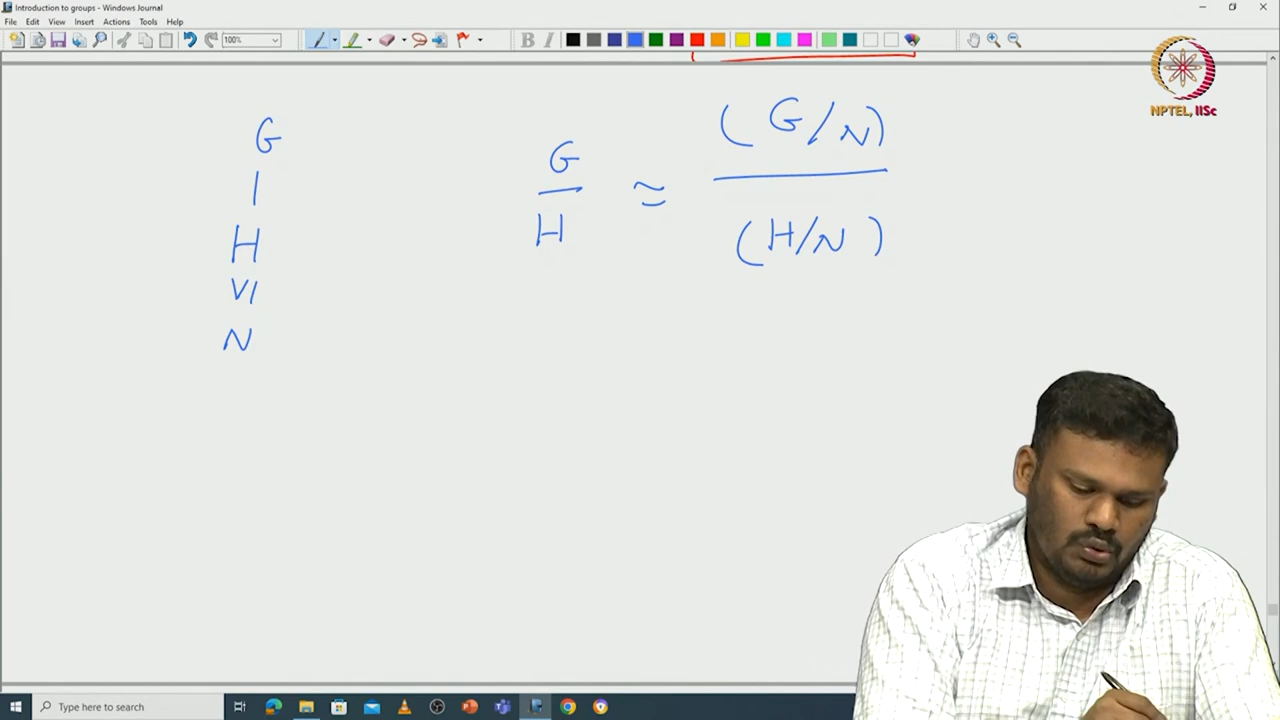 Introduction to groups - Windows Journal
File Edit View Insert Actions Tools Help
100%
B I
NPTEL, IISc
G
|
H
VI
N
G
H
≈
(G/N)
(H/N)
Type here to search